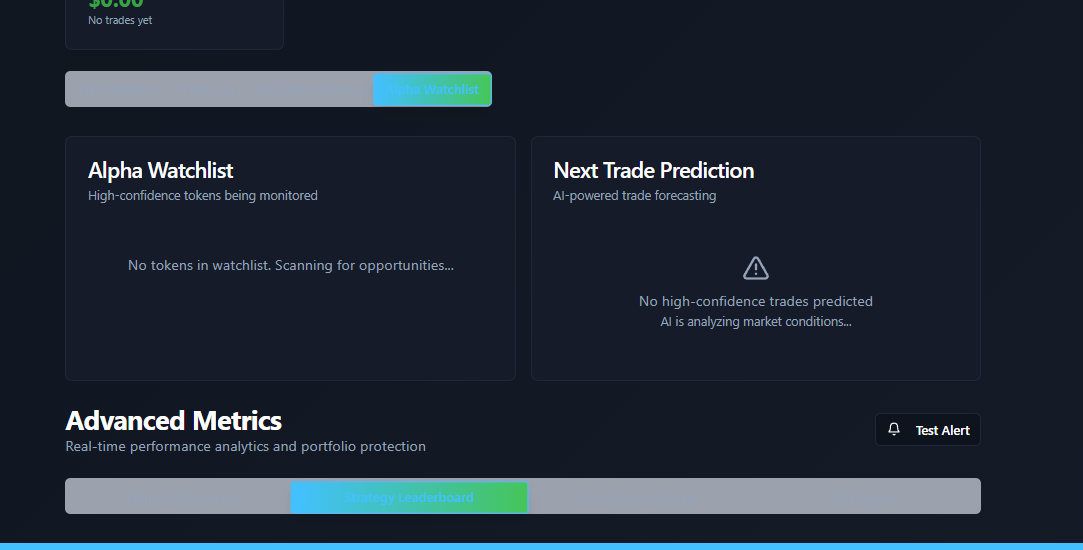 $0.00
No trades yet
Alpha Watchlist
Alpha Watchlist
High-confidence tokens being monitored
No tokens in watchlist. Scanning for opportunities...
Next Trade Prediction
AI-powered trade forecasting
No high-confidence trades predicted
AI is analyzing market conditions...
Advanced Metrics
Real-time performance analytics and portfolio protection
Test Alert
Strategy Leaderboard